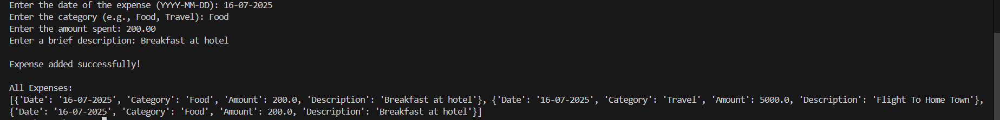 Enter the date of the expense (YYYY-MM-DD): 16-07-2025
Enter the category (e.g., Food, Travel): Food
Enter the amount spent: 200.00
Enter a brief description: Breakfast at hotel
Expense added successfully!
All Expenses:
[{'Date': '16-07-2025', 'Category': 'Food', 'Amount': 200.0, 'Description': 'Breakfast at hotel'}, {'Date': '16-07-2025', 'Category': 'Travel', 'Amount': 5000.0, 'Description': 'Flight To Home Town'},
{'Date': '16-07-2025', 'Category': 'Food', 'Amount': 200.0, 'Description': 'Breakfast at hotel'}]